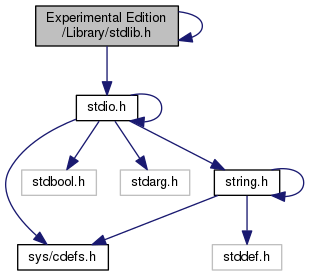 Experimental Edition
/Library/stdlib.h
stdio.h
stdbool.h
stdarg.h
string.h
sys/cdefs.h
stddef.h